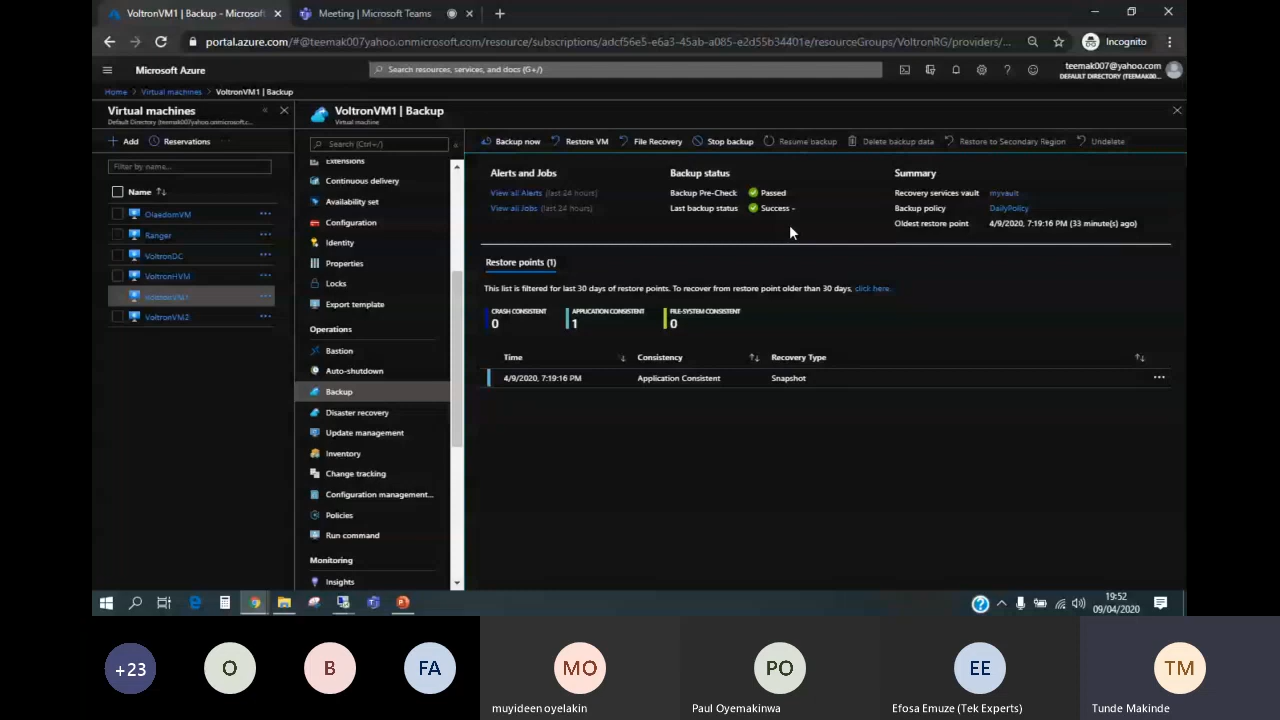 VoltronVM1 | Backup - Microsof
Meeting | Microsoft Teams
portal.azure.com/#@teemak007yahoo.onmicrosoft.com/resource/subscriptions/adcf56e5-e6a3-45ab-a085-e2d55b34401e/resourceGroups/VoltronRG/providers/...
Incognito
Microsoft Azure
Search resources, services, and docs (G+/)
teemak007@yahoo.com
DEFAULT DIRECTORY (TEEMAK00...
Home > Virtual machines > VoltronVM1 | Backup
Virtual machines
Default Directory (teemak007yahoo.onmicrosoft.c...
Add
Reservations
Filter by name...
Name
OlaedomVM
Ranger
VoltronDC
VoltronHVM
VoltronVM1
VoltronVM2
VoltronVM1 | Backup
Virtual machine
Search (Ctrl+/)
Extensions
Continuous delivery
Availability set
Configuration
Identity
Properties
Locks
Export template
Operations
Bastion
Auto-shutdown
Backup
Disaster recovery
Update management
Inventory
Change tracking
Configuration management...
Policies
Run command
Monitoring
Insights
Backup now
Restore VM
File Recovery
Stop backup
Resume backup
Delete backup data
Restore to Secondary Region
Undelete
Alerts and Jobs
View all Alerts (last 24 hours)
View all Jobs (last 24 hours)
Backup status
Backup Pre-Check Passed
Last backup status Success -
Summary
Recovery services vault myvault
Backup policy DailyPolicy
Oldest restore point 4/9/2020, 7:19:16 PM (33 minute(s) ago)
Restore points (1)
This list is filtered for last 30 days of restore points. To recover from restore point older than 30 days, click here.
CRASH CONSISTENT
0
APPLICATION CONSISTENT
1
FILE-SYSTEM CONSISTENT
0
Time Consistency Recovery Type
4/9/2020, 7:19:16 PM Application Consistent Snapshot
19:52
09/04/2020
+23
O
B
FA
MO
muyideen oyelakin
PO
Paul Oyemakinwa
EE
Efosa Emuze (Tek Experts)
TM
Tunde Makinde